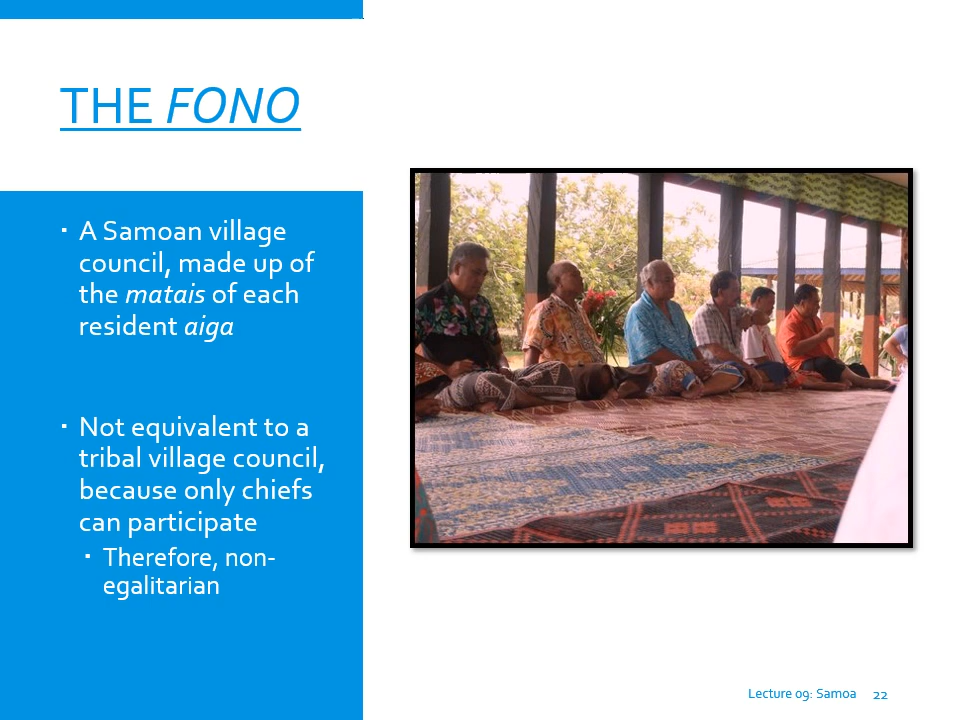 THE FONO
▪ A Samoan village
council, made up of
the matais of each
resident aiga
▪ Not equivalent to a
tribal village council,
because only chiefs
can participate
▪ Therefore, non-
egalitarian
Lecture 09: Samoa 22